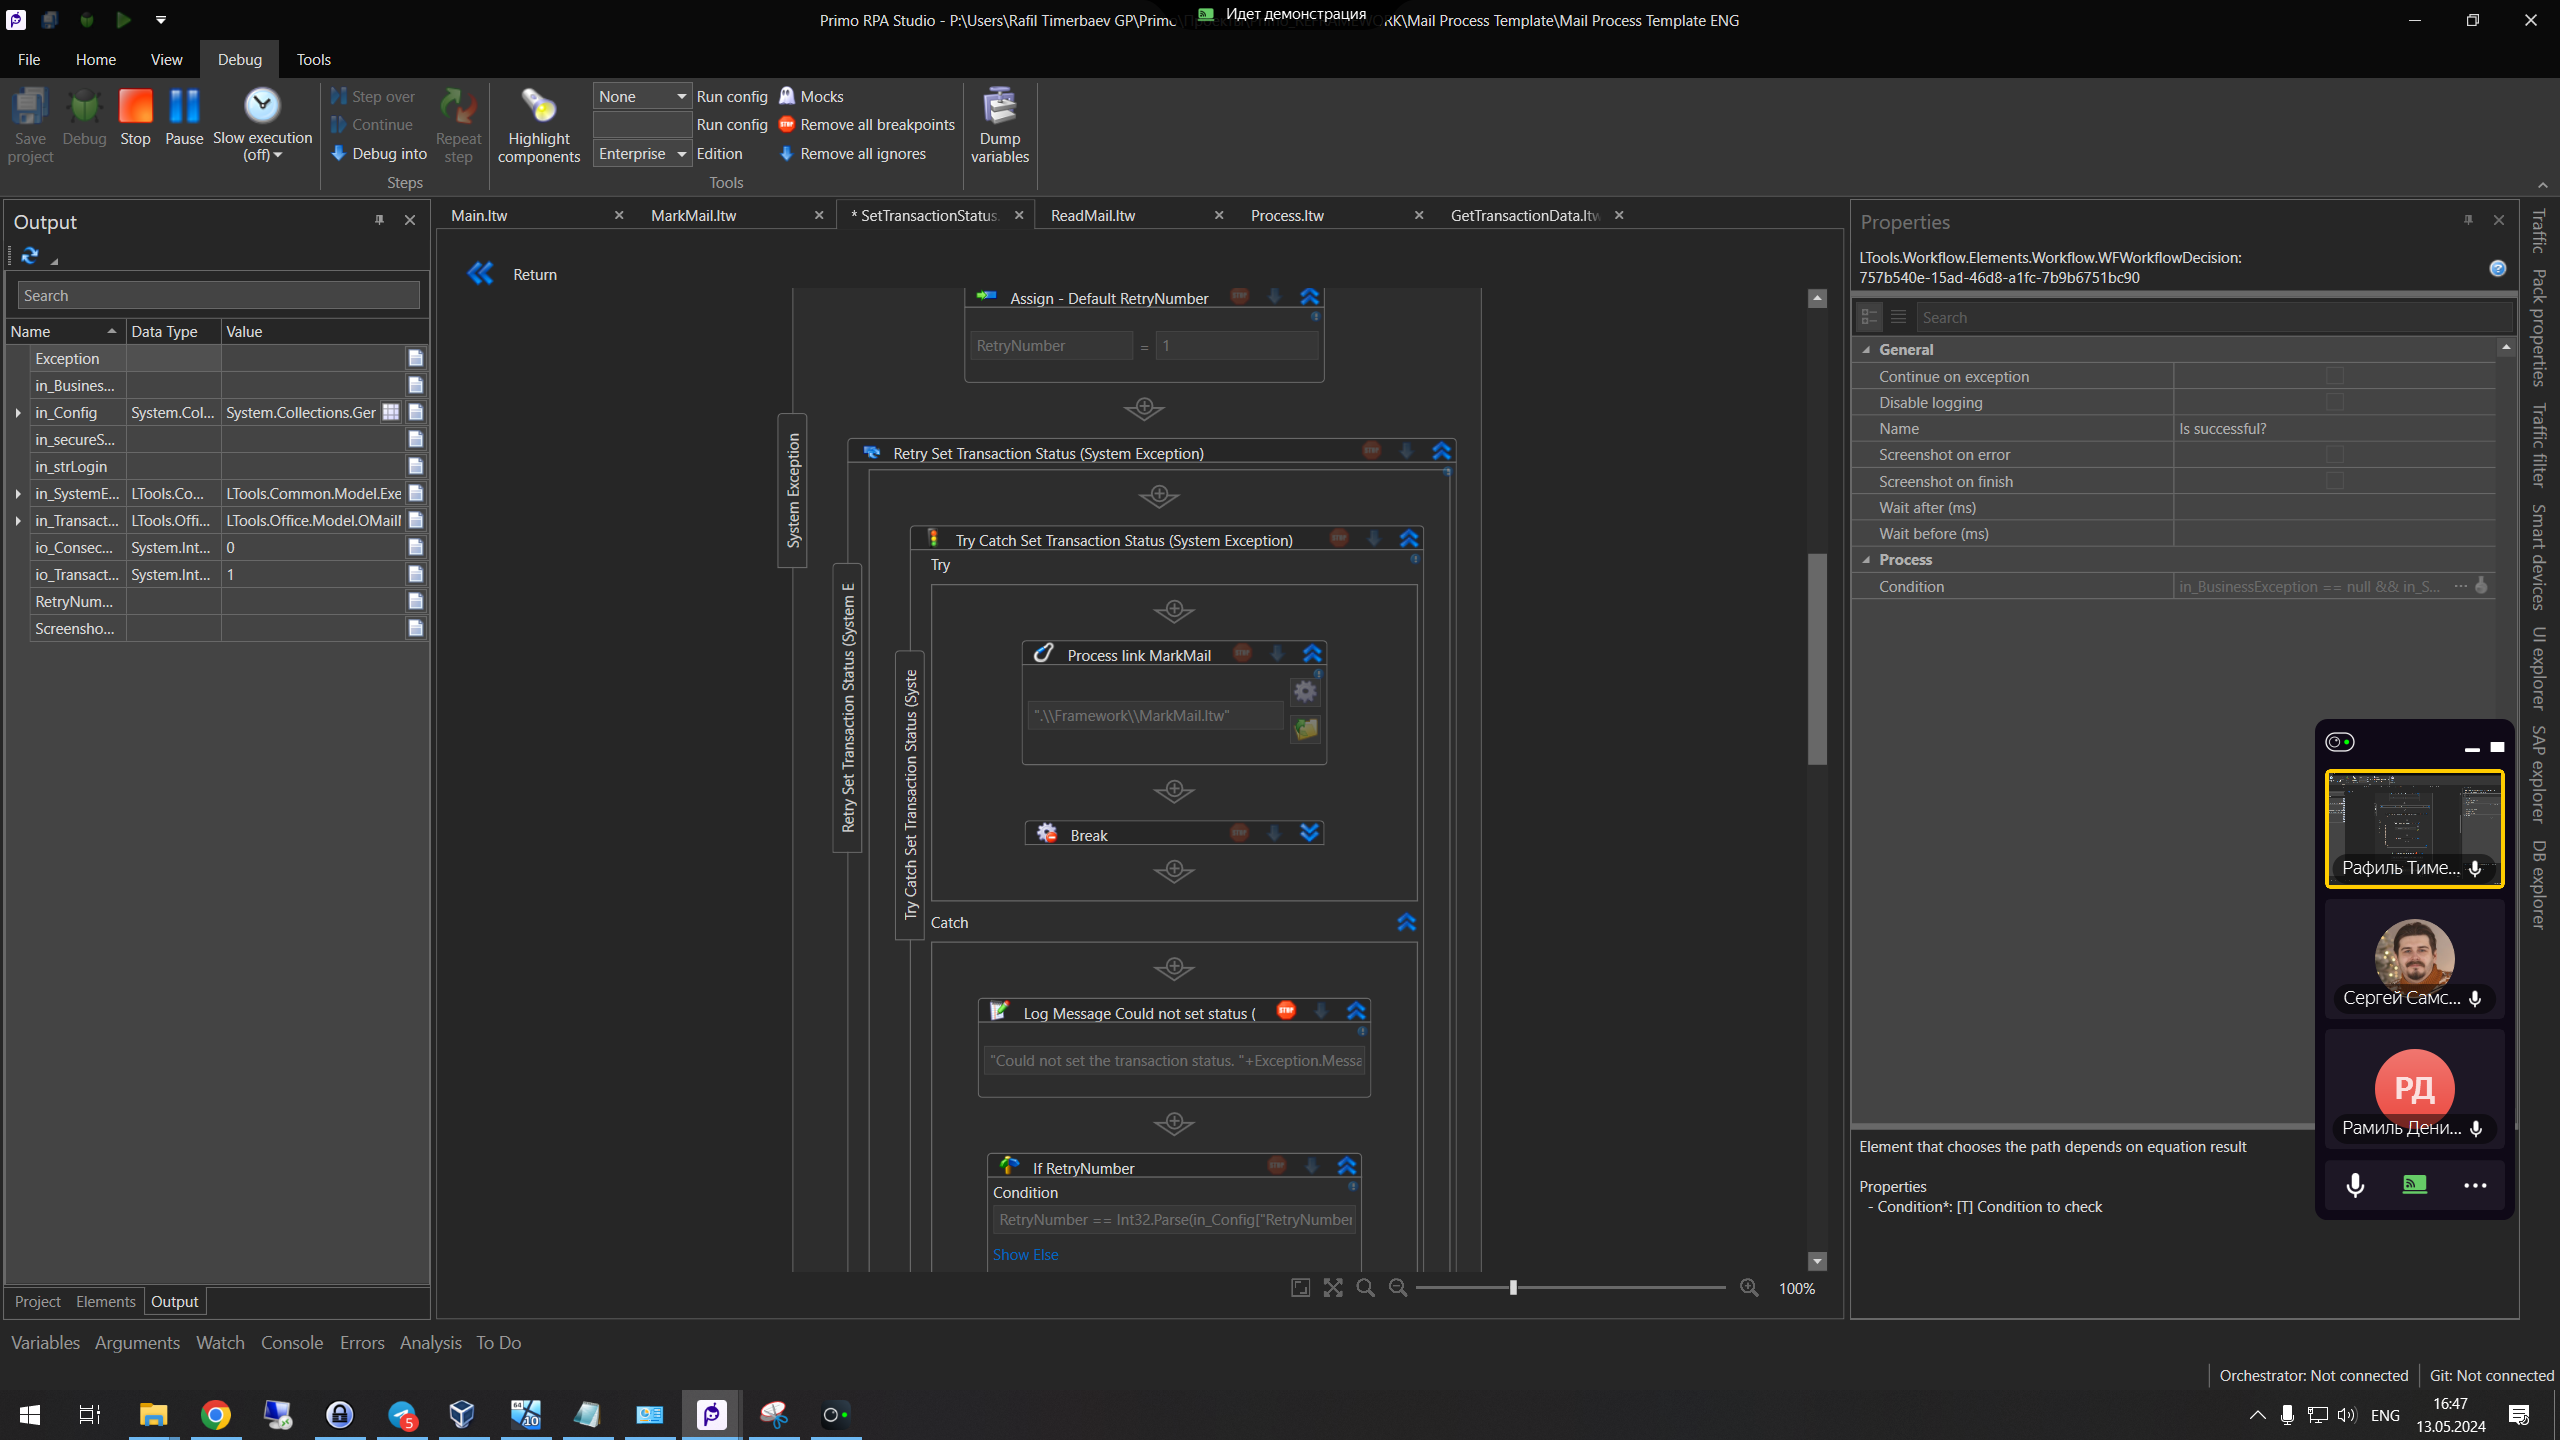 Primo RPA Studio - P:\Users\Rafil Timerbaev GP\Primo
Идет демонстрация
RK\Mail Process Template\Mail Process Template ENG
File
Home
View
Debug
Tools
Save project
Debug
Stop
Pause
Slow execution (off)
Step over
Continue
Debug into
Repeat step
Steps
Highlight components
None
Run config
Run config
Enterprise
Edition
Mocks
Remove all breakpoints
Remove all ignores
Tools
Dump variables
Output
Search
Name
Data Type
Value
Exception
in_Busines...
in_Config
System.Col...
System.Collections.Ger
in_secureS...
in_strLogin
in_SystemE...
LTools.Co...
LTools.Common.Model.Exe
in_Transact...
LTools.Offi...
LTools.Office.Model.OMailI
io_Consec...
System.Int...
0
io_Transact...
System.Int...
1
RetryNum...
Screensho...
Project
Elements
Output
Main.ltw
MarkMail.ltw
* SetTransactionStatus.
ReadMail.ltw
Process.ltw
GetTransactionData.ltw
Return
Assign - Default RetryNumber
RetryNumber
=
1
System Exception
Retry Set Transaction Status (System Exception)
Retry Set Transaction Status (System E
Try Catch Set Transaction Status (System Exception)
Try Catch Set Transaction Status (Syste
Try
Process link MarkMail
".\\Framework\\MarkMail.ltw"
Break
Catch
Log Message Could not set status (
"Could not set the transaction status. "+Exception.Messa
If RetryNumber
Condition
RetryNumber == Int32.Parse(in_Config["RetryNumber
Show Else
100%
Properties
LTools.Workflow.Elements.Workflow.WFWorkflowDecision:
757b540e-15ad-46d8-a1fc-7b9b6751bc90
Search
General
Continue on exception
Disable logging
Name
Is successful?
Screenshot on error
Screenshot on finish
Wait after (ms)
Wait before (ms)
Process
Condition
in_BusinessException == null && in_S...
Element that chooses the path depends on equation result
Properties
- Condition*: [T] Condition to check
Traffic
Pack properties
Traffic filter
Smart devices
UI explorer
SAP explorer
DB explorer
Рафиль Тиме...
Сергей Самс...
РД
Рамиль Дени...
Variables
Arguments
Watch
Console
Errors
Analysis
To Do
Orchestrator: Not connected
Git: Not connected
5
64
10
ENG
16:47
13.05.2024